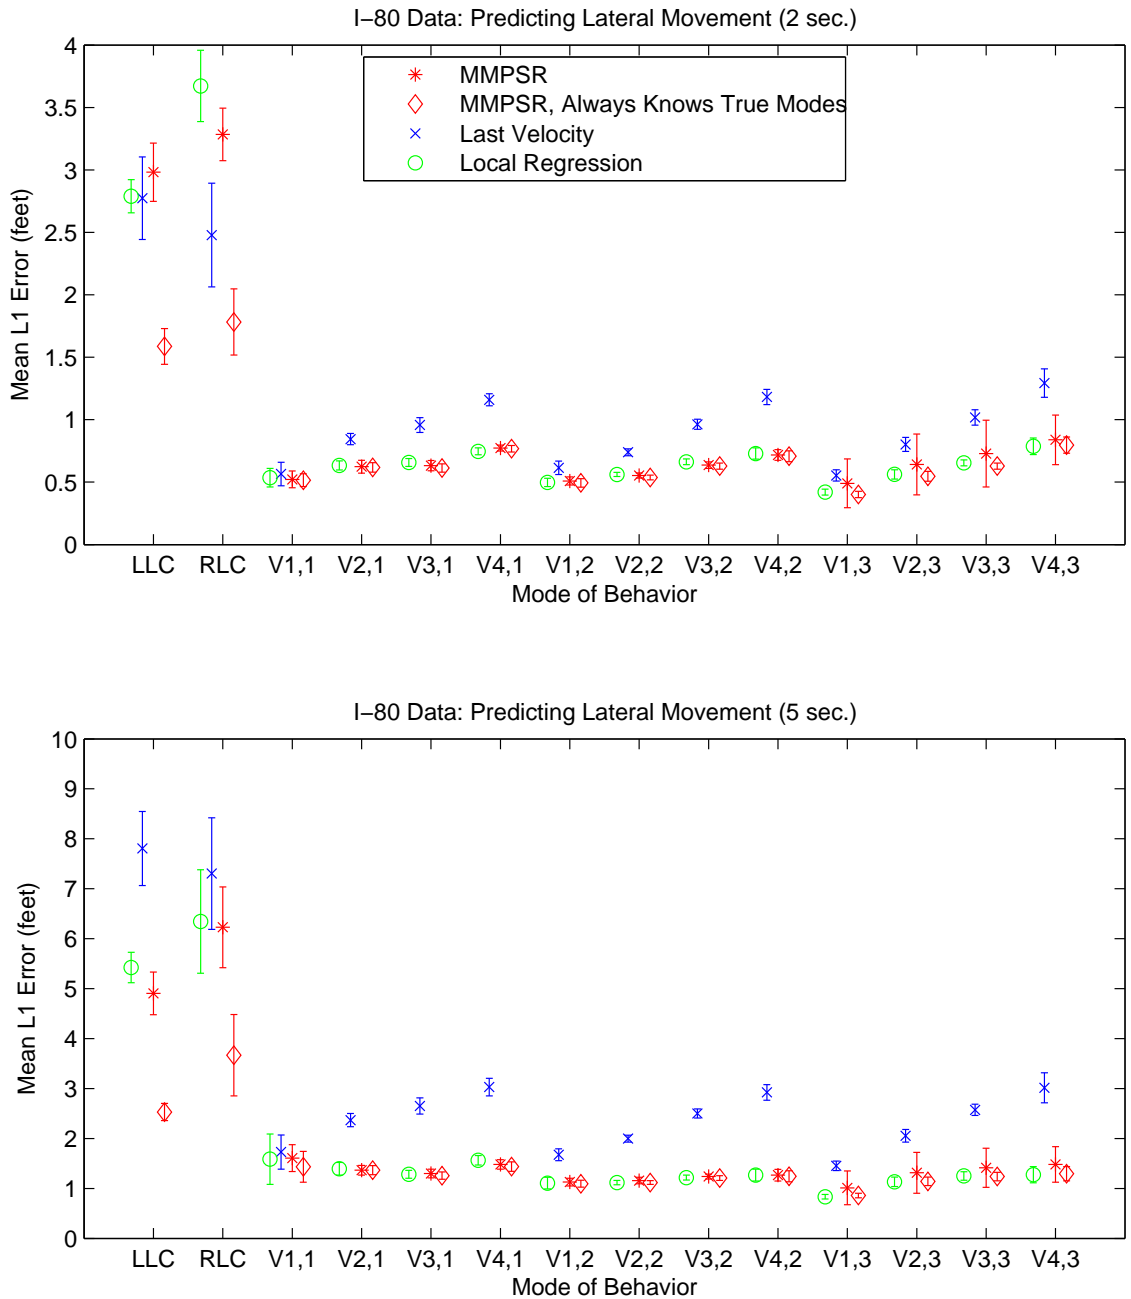 I−80 Data: Predicting Lateral Movement (2 sec.)
4
3.5
3
2.5
2
1.5
1
0.5
0
Mean L1 Error (feet)
MMPSR
MMPSR, Always Knows True Modes
Last Velocity
Local Regression
LLC RLC V1,1 V2,1 V3,1 V4,1 V1,2 V2,2 V3,2 V4,2 V1,3 V2,3 V3,3 V4,3
Mode of Behavior
I−80 Data: Predicting Lateral Movement (5 sec.)
10
9
8
7
6
5
4
3
2
1
0
Mean L1 Error (feet)
LLC RLC V1,1 V2,1 V3,1 V4,1 V1,2 V2,2 V3,2 V4,2 V1,3 V2,3 V3,3 V4,3
Mode of Behavior